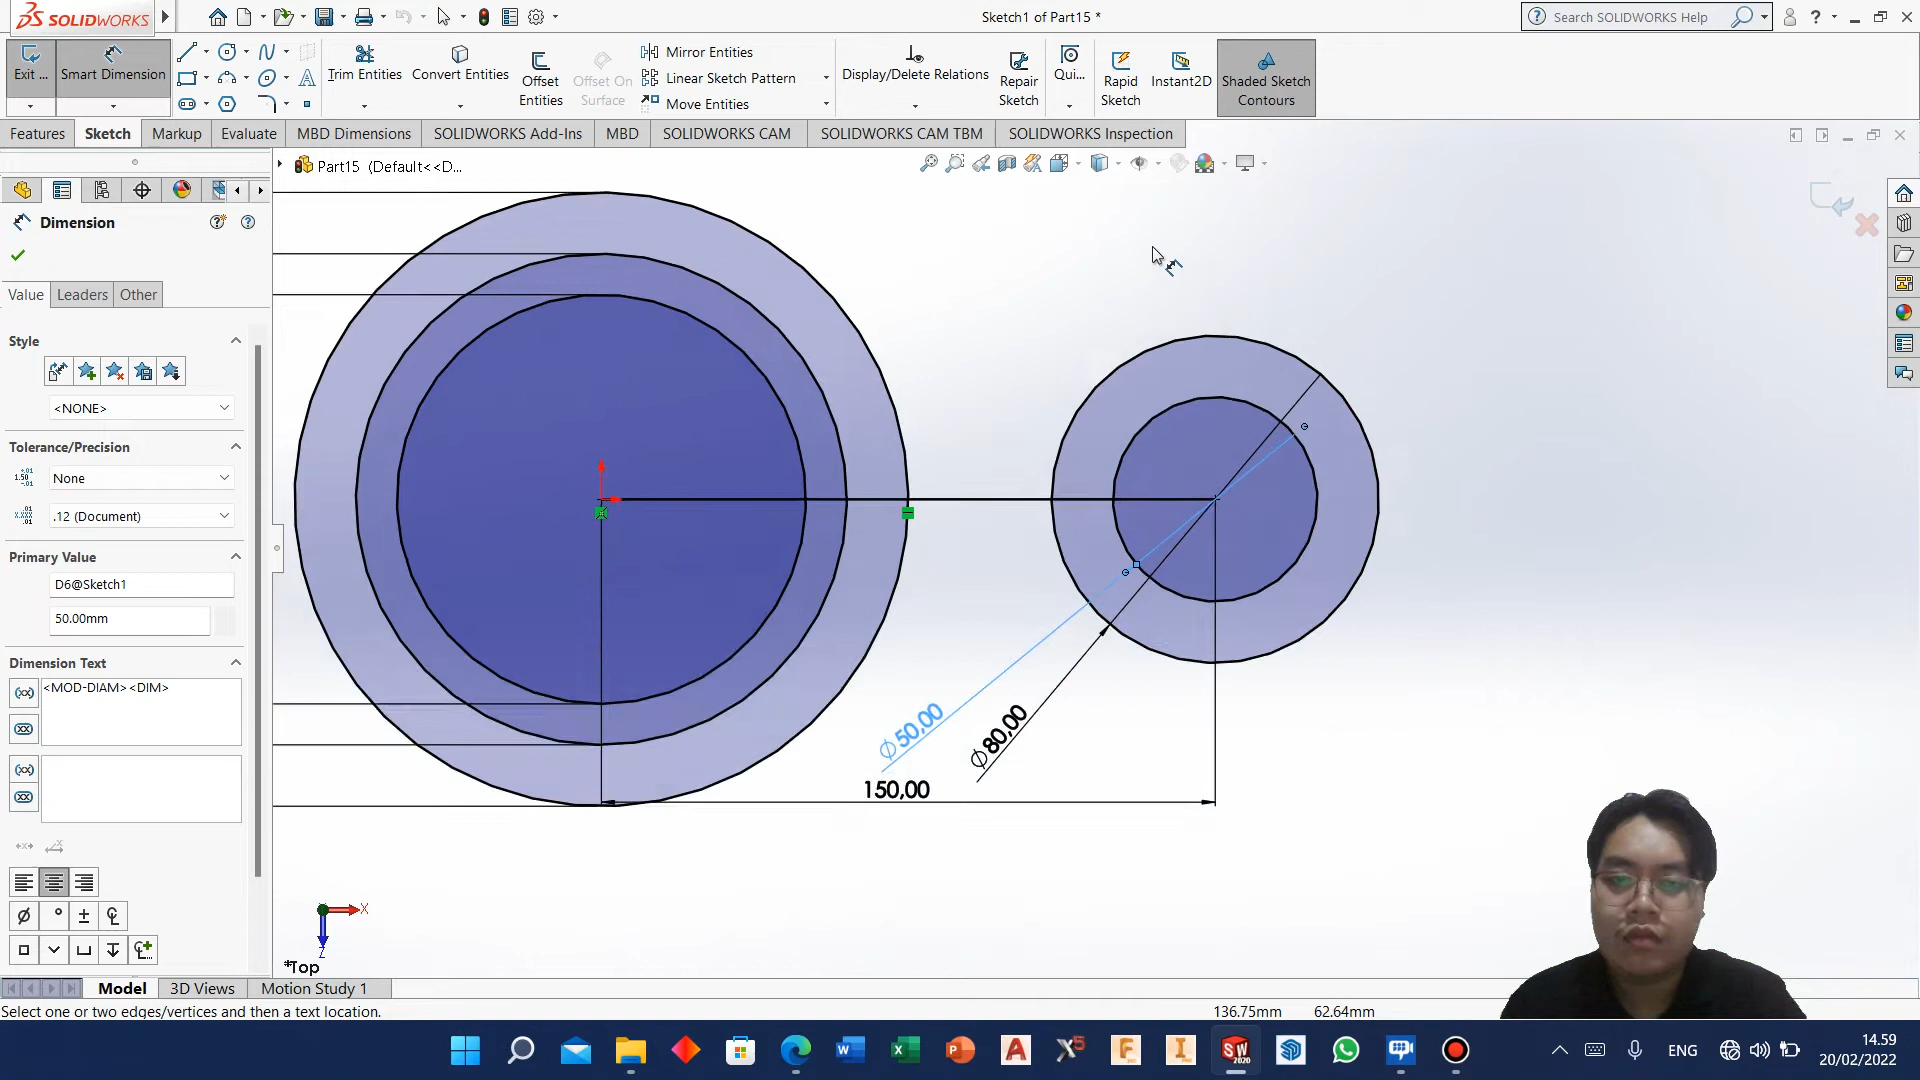 SOLIDWORKS
Sketch1 of Part15 *
Search SOLIDWORKS Help
Exit ...
Smart Dimension
Trim Entities
Convert Entities
Offset Entities
Offset On Surface
Mirror Entities
Linear Sketch Pattern
Move Entities
Display/Delete Relations
Repair Sketch
Qui...
Rapid Sketch
Instant2D
Shaded Sketch Contours
Features
Sketch
Markup
Evaluate
MBD Dimensions
SOLIDWORKS Add-Ins
MBD
SOLIDWORKS CAM
SOLIDWORKS CAM TBM
SOLIDWORKS Inspection
Part15 (Default<<D...
Dimension
Value
Leaders
Other
Style
<NONE>
Tolerance/Precision
None
.12 (Document)
Primary Value
D6@Sketch1
50.00mm
Dimension Text
<MOD-DIAM><DIM>
∅50,00
∅80,00
150,00
X
Z
*Top
Model
3D Views
Motion Study 1
Select one or two edges/vertices and then a text location.
136.75mm
62.64mm
ENG
14.59
20/02/2022